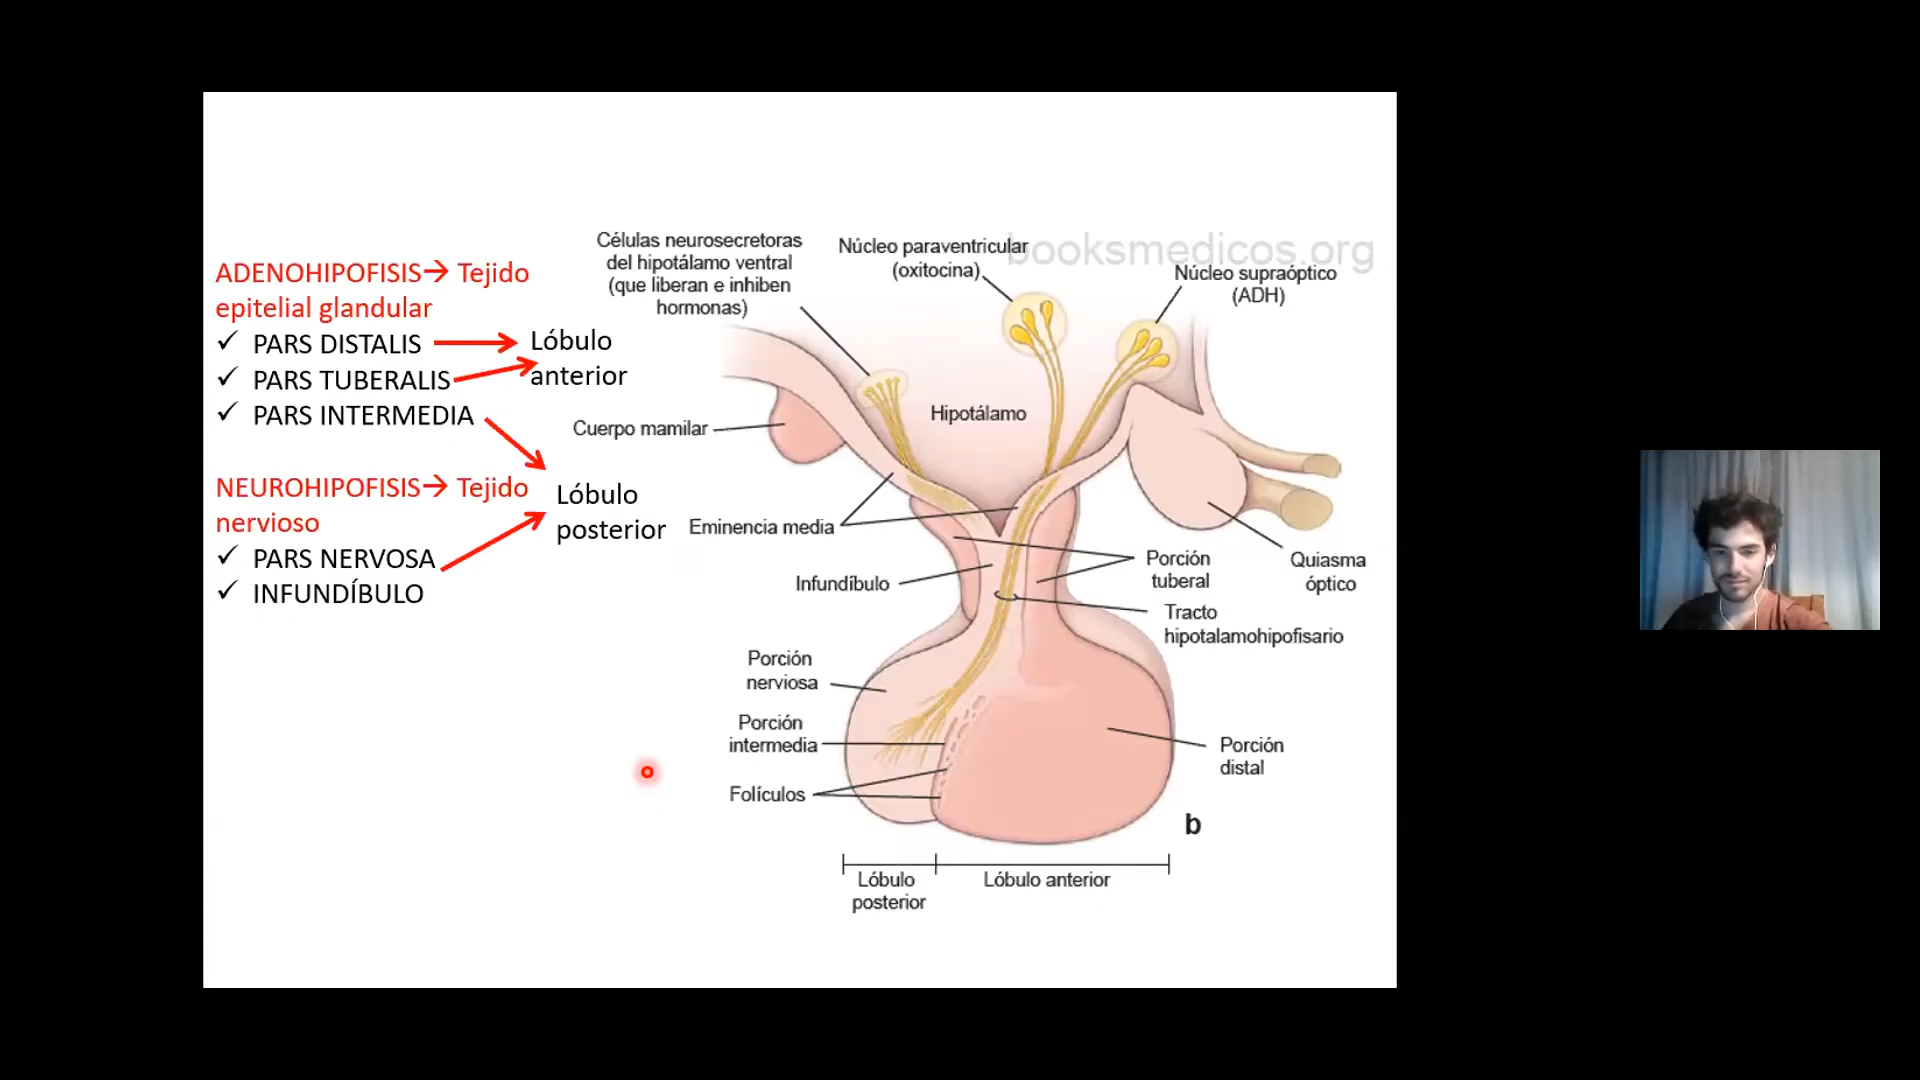 ADENOHIPOFISIS→ Tejido
epitelial glandular
✓ PARS DISTALIS
✓ PARS TUBERALIS
✓ PARS INTERMEDIA
Lóbulo
anterior
NEUROHIPOFISIS→ Tejido
nervioso
✓ PARS NERVOSA
✓ INFUNDÍBULO
Lóbulo
posterior
booksmedicos.org
Células neurosecretoras
del hipotálamo ventral
(que liberan e inhiben
hormonas)
Núcleo paraventricular
(oxitocina)
Núcleo supraóptico
(ADH)
Hipotálamo
Cuerpo mamilar
Eminencia media
Infundíbulo
Porción
tuberal
Quiasma
óptico
Tracto
hipotalamohipofisario
Porción
nerviosa
Porción
intermedia
Folículos
Porción
distal
b
Lóbulo
posterior
Lóbulo anterior